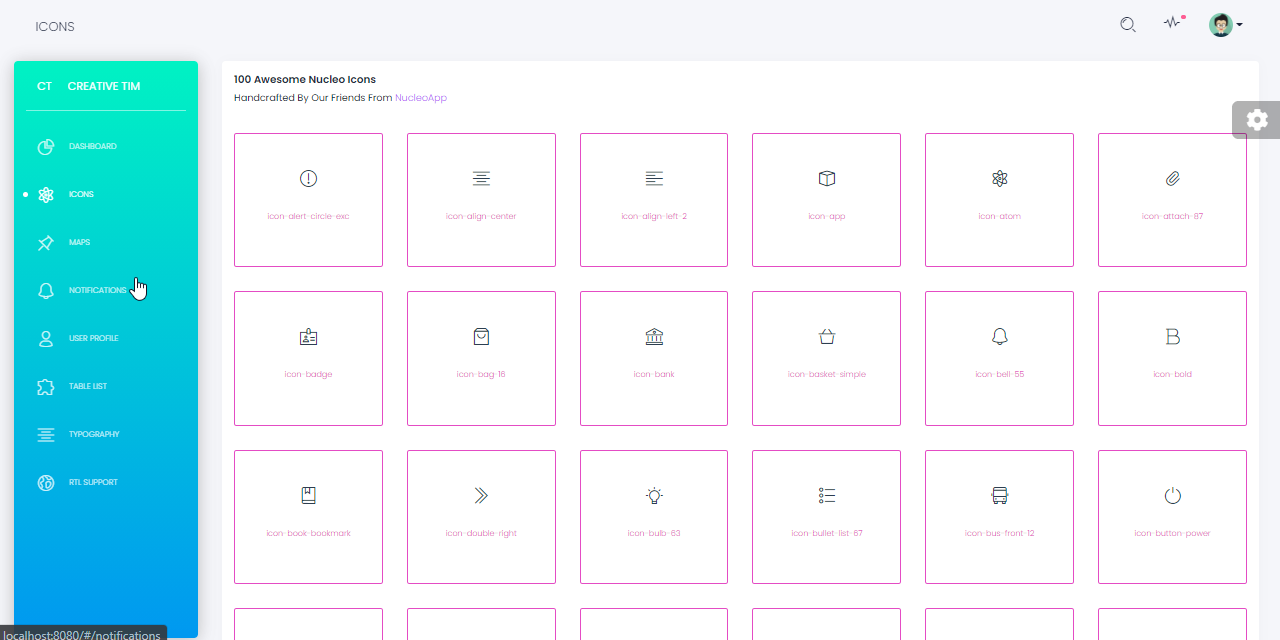 ICONS
CT CREATIVE TIM
DASHBOARD
ICONS
MAPS
NOTIFICATIONS
USER PROFILE
TABLE LIST
TYPOGRAPHY
RTL SUPPORT
100 Awesome Nucleo Icons
Handcrafted By Our Friends From NucleoApp
icon-alert-circle-exc
icon-align-center
icon-align-left-2
icon-app
icon-atom
icon-attach-87
icon-badge
icon-bag-16
icon-bank
icon-basket-simple
icon-bell-55
icon-bold
icon-book-bookmark
icon-double-right
icon-bulb-63
icon-bullet-list-67
icon-bus-front-12
icon-button-power
localhost:8080/#/notifications